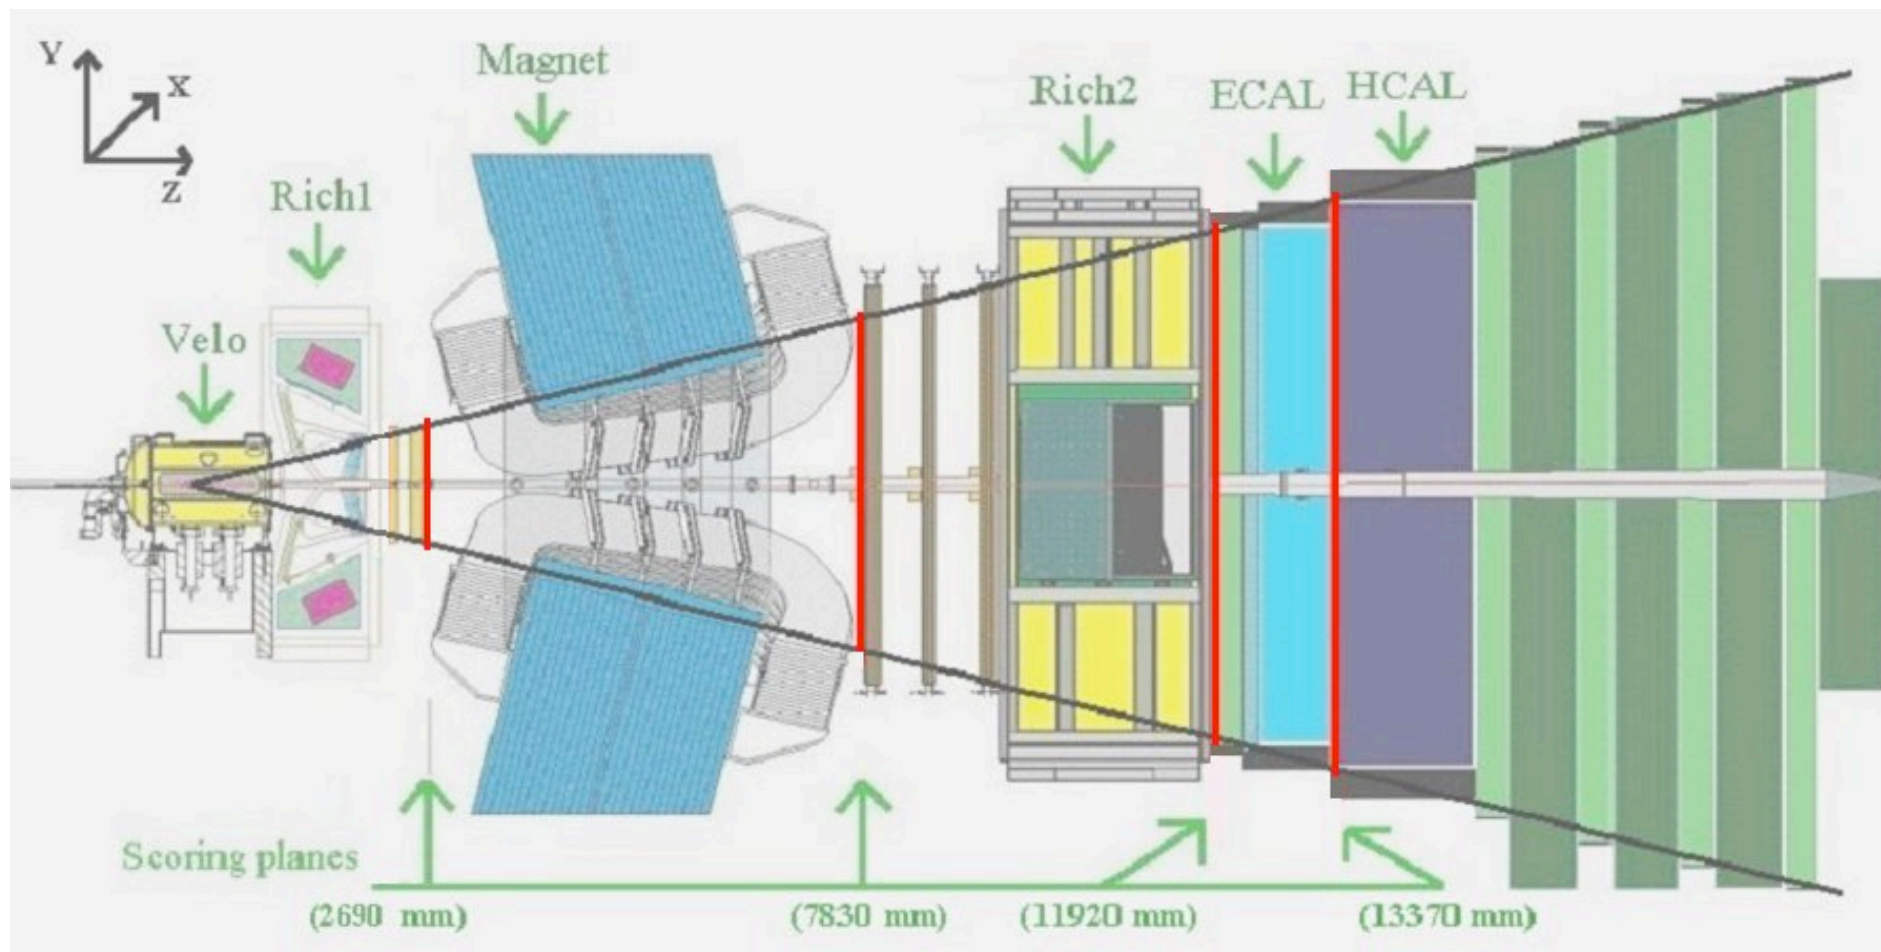 Y
X
Z
Magnet
Rich2
ECAL
HCAL
Rich1
Velo
Scoring planes
(2690 mm)
(7830 mm)
(11920 mm)
(13370 mm)